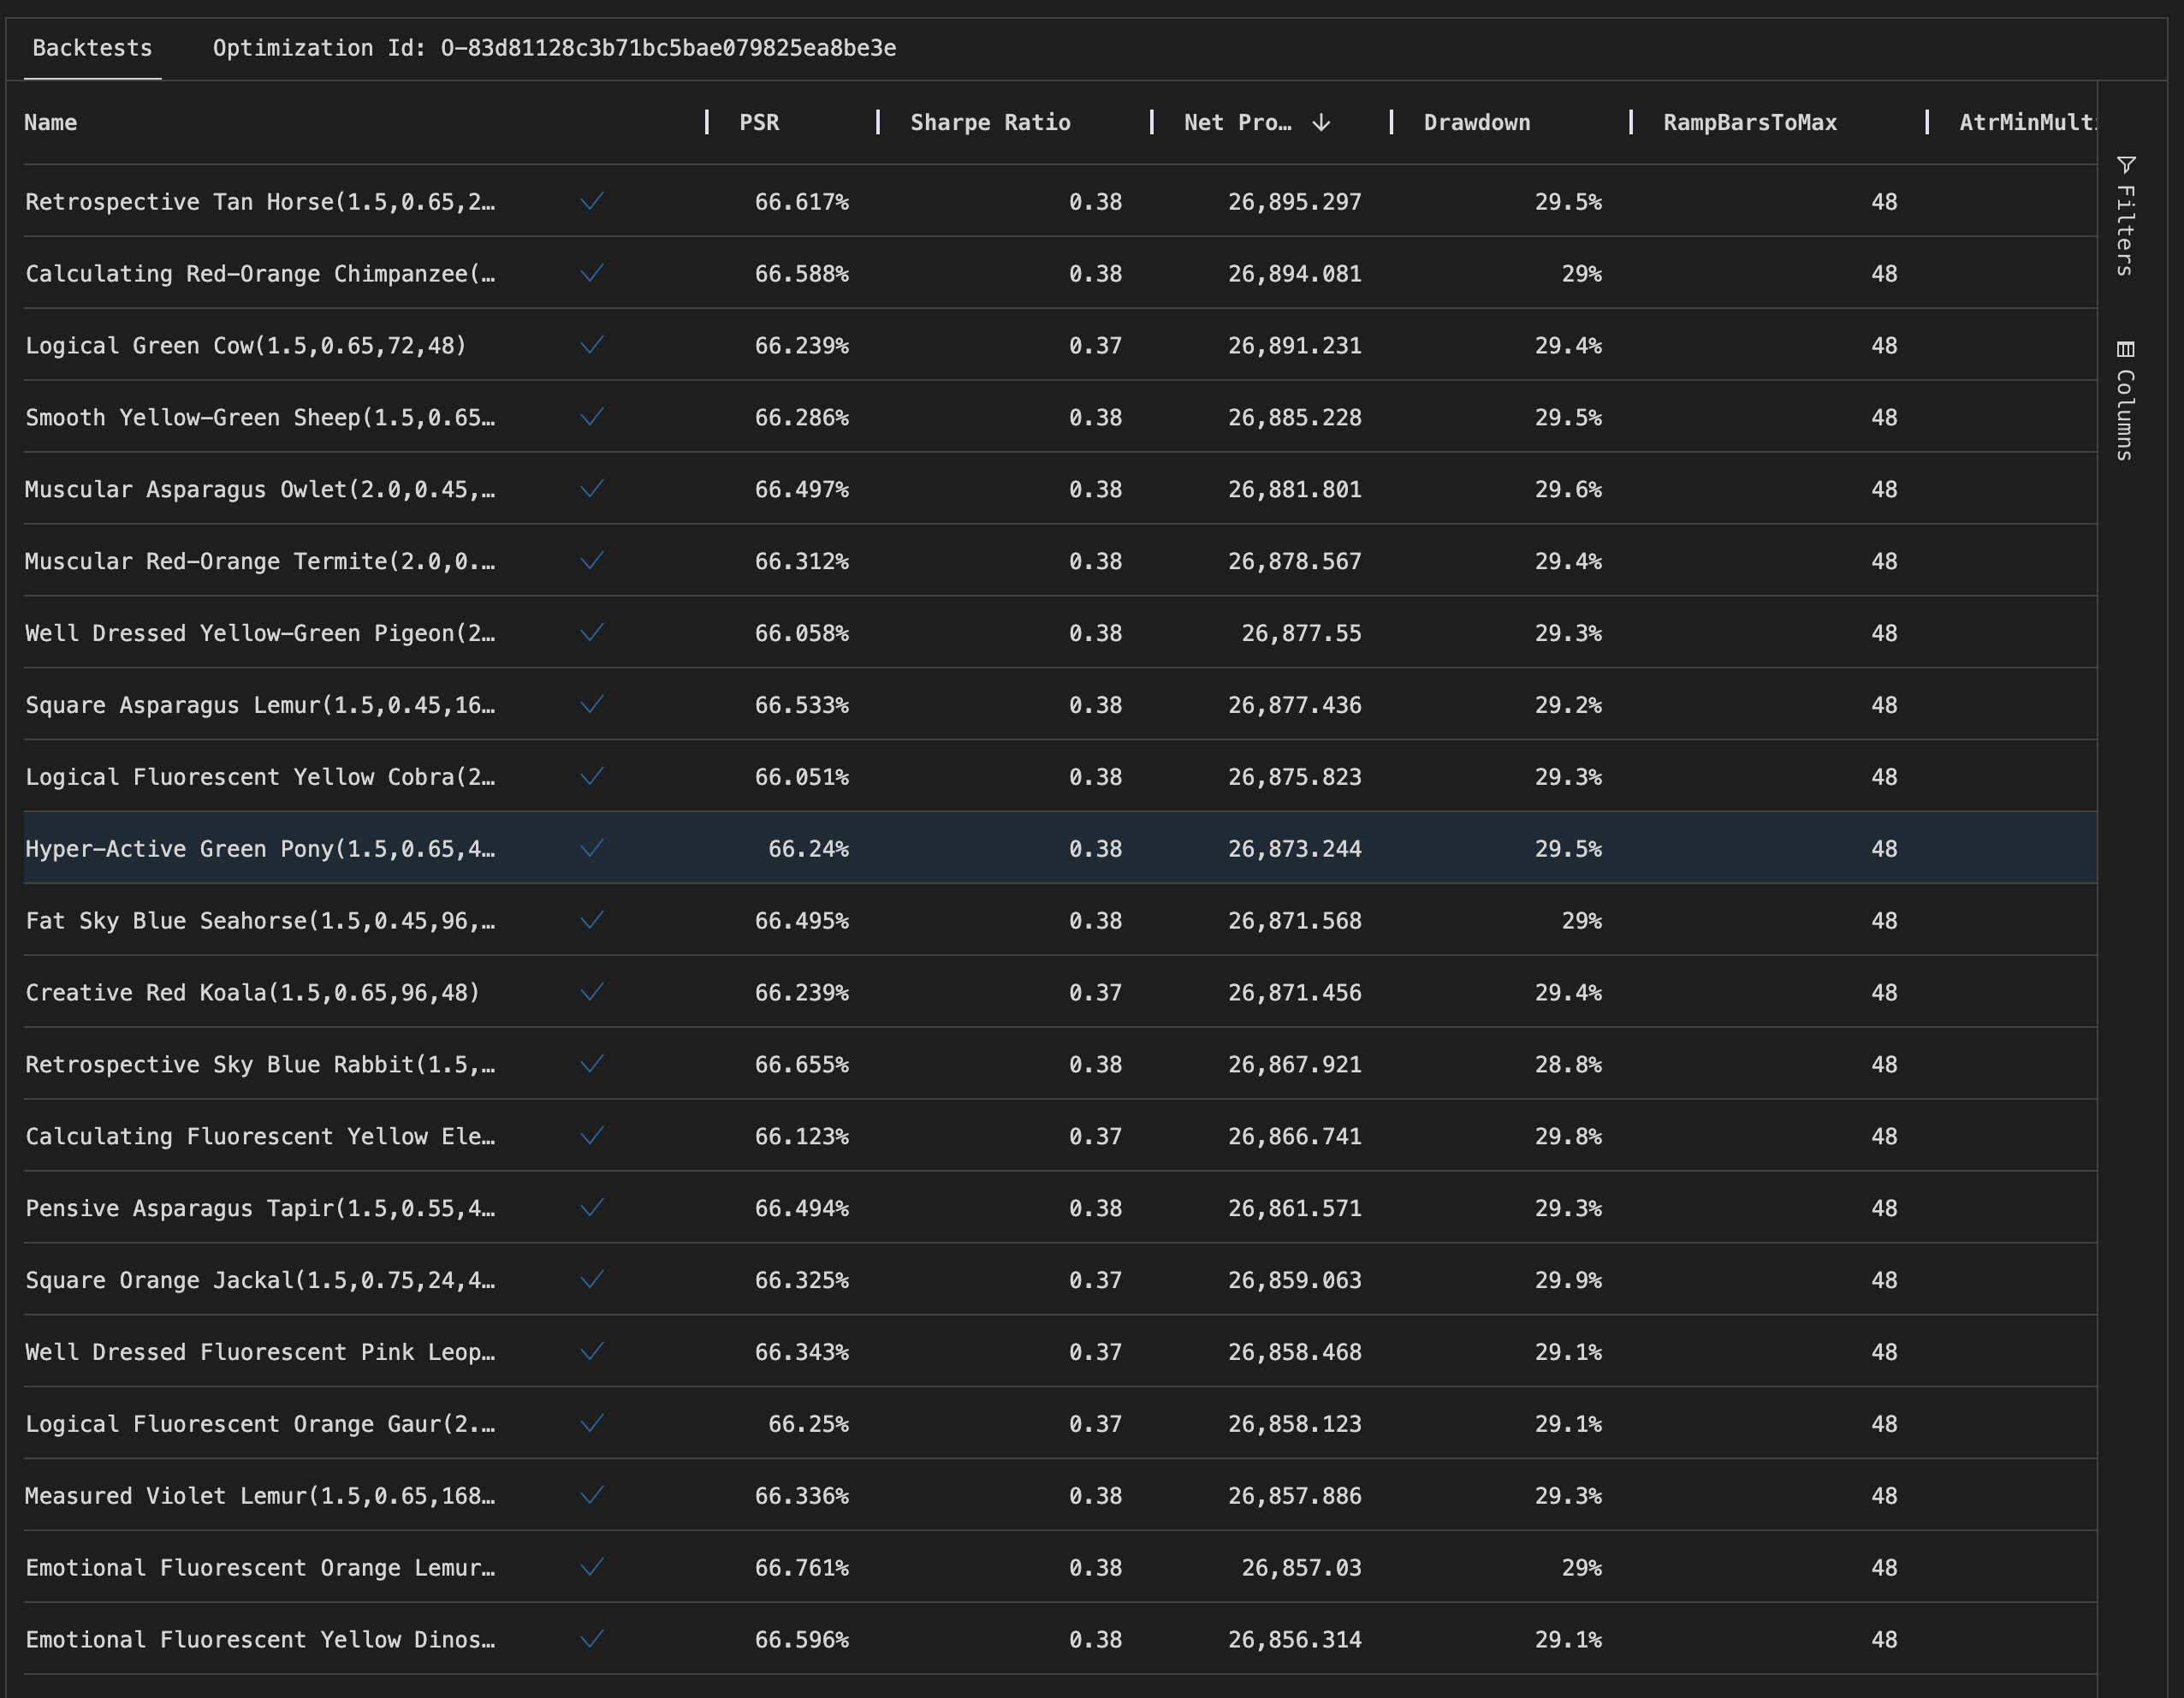 Backtests Optimization Id: O-83d81128c3b71bc5bae079825ea8be3e
Name PSR Sharpe Ratio Net Pro… Drawdown RampBarsToMax AtrMinMulti
Retrospective Tan Horse(1.5,0.65,2… 66.617% 0.38 26,895.297 29.5% 48
Calculating Red-Orange Chimpanzee(… 66.588% 0.38 26,894.081 29% 48
Logical Green Cow(1.5,0.65,72,48) 66.239% 0.37 26,891.231 29.4% 48
Smooth Yellow-Green Sheep(1.5,0.65… 66.286% 0.38 26,885.228 29.5% 48
Muscular Asparagus Owlet(2.0,0.45,… 66.497% 0.38 26,881.801 29.6% 48
Muscular Red-Orange Termite(2.0,0.… 66.312% 0.38 26,878.567 29.4% 48
Well Dressed Yellow-Green Pigeon(2… 66.058% 0.38 26,877.55 29.3% 48
Square Asparagus Lemur(1.5,0.45,16… 66.533% 0.38 26,877.436 29.2% 48
Logical Fluorescent Yellow Cobra(2… 66.051% 0.38 26,875.823 29.3% 48
Hyper-Active Green Pony(1.5,0.65,4… 66.24% 0.38 26,873.244 29.5% 48
Fat Sky Blue Seahorse(1.5,0.45,96,… 66.495% 0.38 26,871.568 29% 48
Creative Red Koala(1.5,0.65,96,48) 66.239% 0.37 26,871.456 29.4% 48
Retrospective Sky Blue Rabbit(1.5,… 66.655% 0.38 26,867.921 28.8% 48
Calculating Fluorescent Yellow Ele… 66.123% 0.37 26,866.741 29.8% 48
Pensive Asparagus Tapir(1.5,0.55,4… 66.494% 0.38 26,861.571 29.3% 48
Square Orange Jackal(1.5,0.75,24,4… 66.325% 0.37 26,859.063 29.9% 48
Well Dressed Fluorescent Pink Leop… 66.343% 0.37 26,858.468 29.1% 48
Logical Fluorescent Orange Gaur(2.… 66.25% 0.37 26,858.123 29.1% 48
Measured Violet Lemur(1.5,0.65,168… 66.336% 0.38 26,857.886 29.3% 48
Emotional Fluorescent Orange Lemur… 66.761% 0.38 26,857.03 29% 48
Emotional Fluorescent Yellow Dinos… 66.596% 0.38 26,856.314 29.1% 48
Filters
Columns